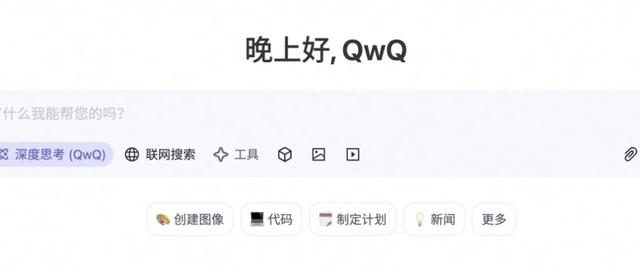 晚上好, QwQ
什么我能帮您的吗?
深度思考 (QwQ) 联网搜索 工具
创建图像 代码 制定计划 新闻 更多